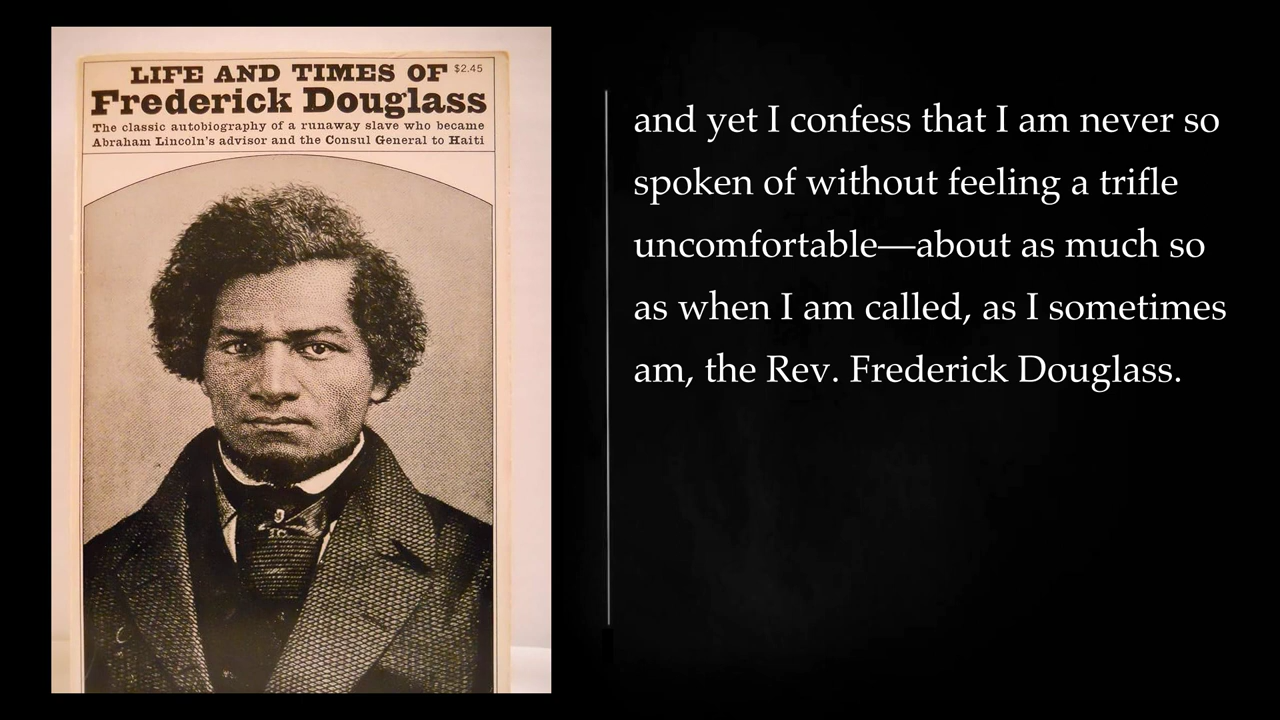 LIFE AND TIMES OF $2.45
Frederick Douglass
The classic autobiography of a runaway slave who became
Abraham Lincoln's advisor and the Consul General to Haiti
and yet I confess that I am never so
spoken of without feeling a trifle
uncomfortable—about as much so
as when I am called, as I sometimes
am, the Rev. Frederick Douglass.